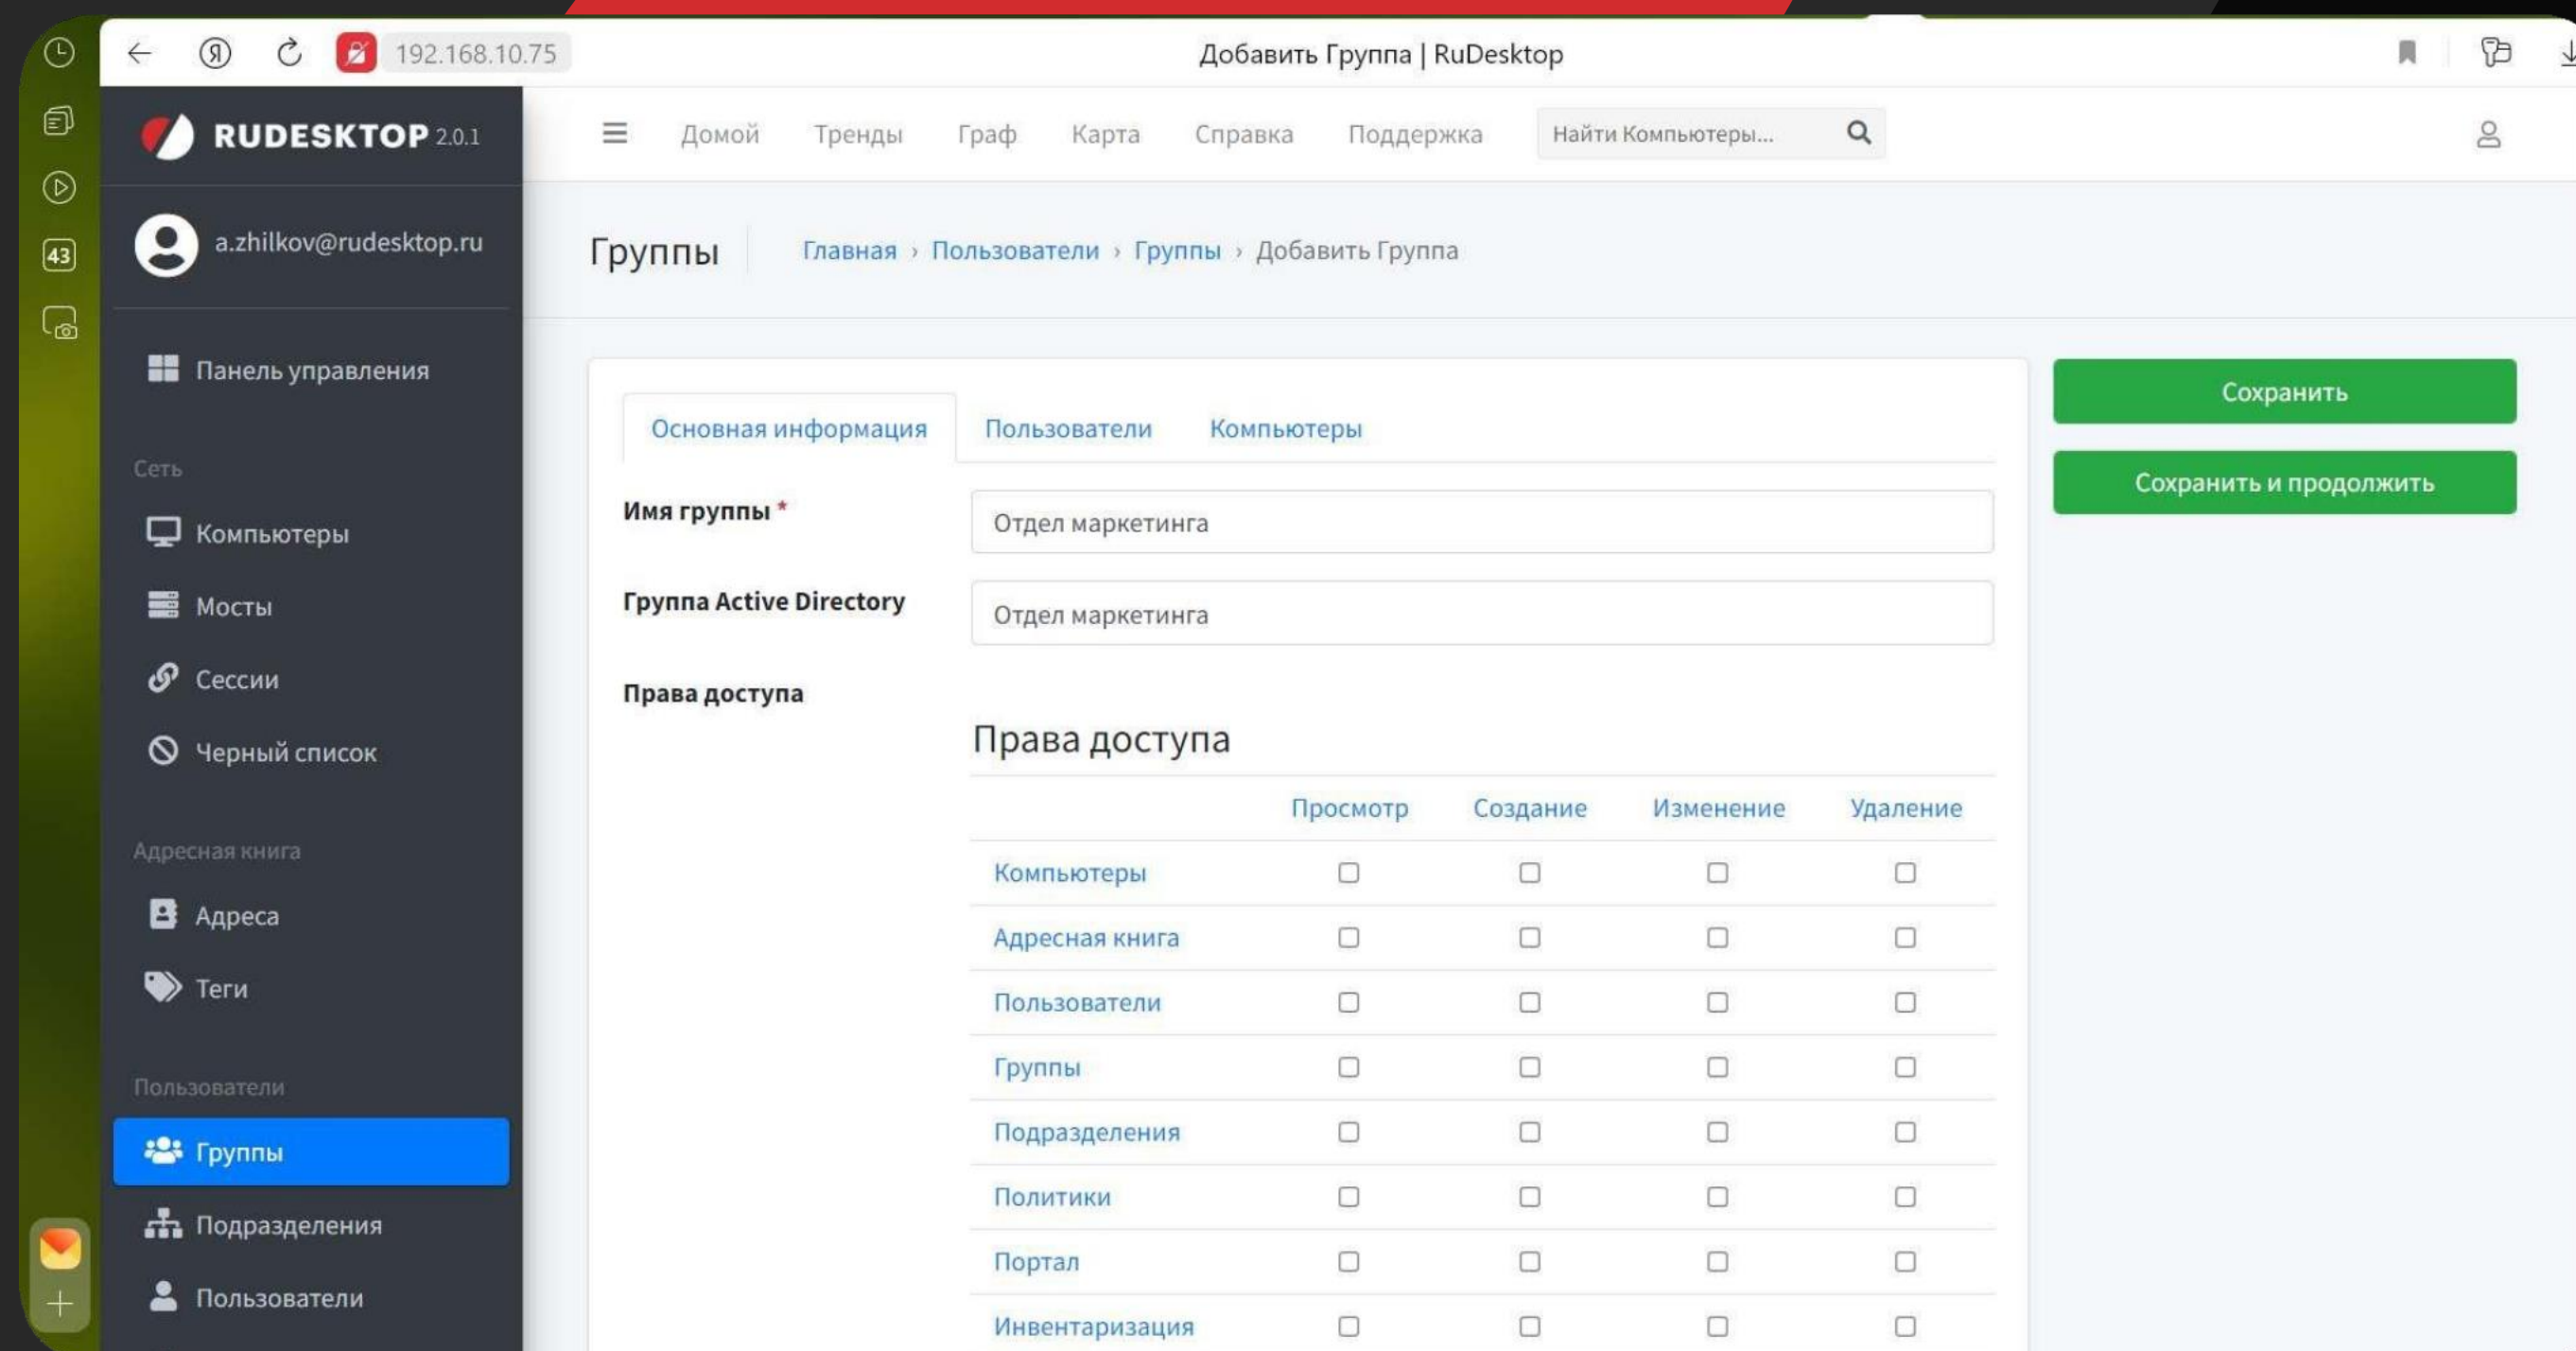 192.168.10.75
Добавить Группа | RuDesktop
43
RUDESKTOP 2.0.1
a.zhilkov@rudesktop.ru
Панель управления
Сеть
Компьютеры
Мосты
Сессии
Черный список
Адресная книга
Адреса
Теги
Пользователи
Группы
Подразделения
Пользователи
Домой Тренды Граф Карта Справка Поддержка Найти Компьютеры...
Группы Главная › Пользователи › Группы › Добавить Группа
Основная информация Пользователи Компьютеры
Имя группы * Отдел маркетинга
Группа Active Directory Отдел маркетинга
Права доступа
Права доступа
Просмотр Создание Изменение Удаление
Компьютеры
Адресная книга
Пользователи
Группы
Подразделения
Политики
Портал
Инвентаризация
Сохранить
Сохранить и продолжить